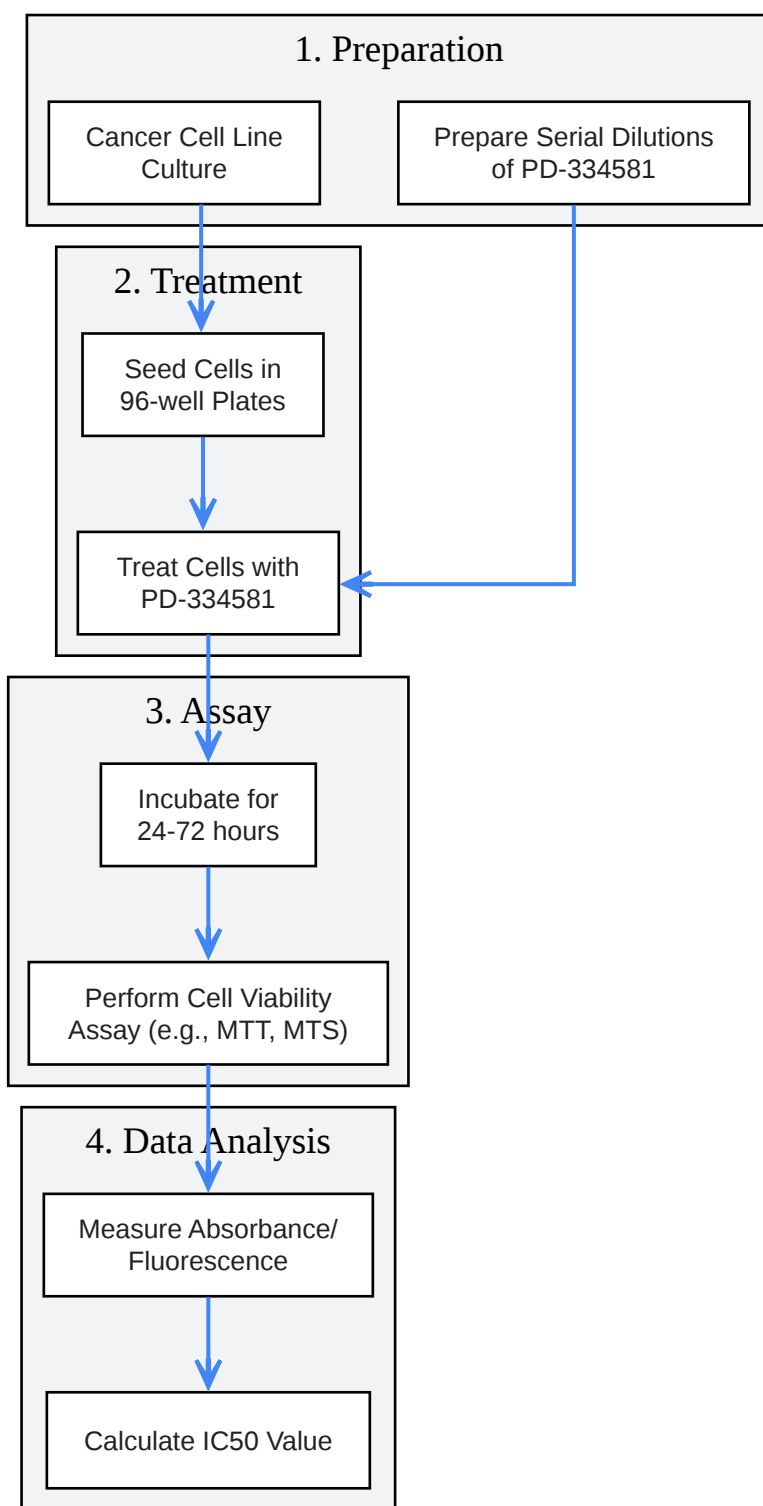 1. Preparation
Cancer Cell Line
Culture
Prepare Serial Dilutions
of PD-334581
2. Treatment
Seed Cells in
96-well Plates
Treat Cells with
PD-334581
3. Assay
Incubate for
24-72 hours
Perform Cell Viability
Assay (e.g., MTT, MTS)
4. Data Analysis
Measure Absorbance/
Fluorescence
Calculate IC50 Value